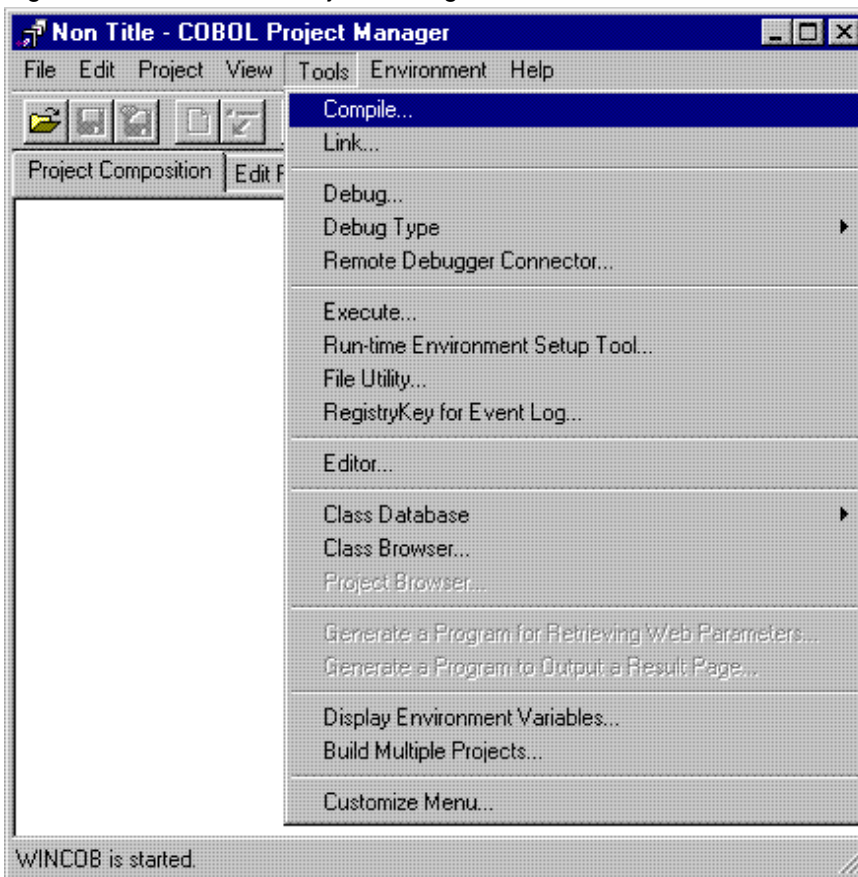 Non Title - COBOL Project Manager
File Edit Project View Tools Environment Help
Project Composition Edit
Compile...
Link...
Debug...
Debug Type
Remote Debugger Connector...
Execute...
Run-time Environment Setup Tool...
File Utility...
RegistryKey for Event Log...
Editor...
Class Database
Class Browser...
Project Browser...
Generate a Program for Retrieving Web Parameters...
Generate a Program to Output a Result Page...
Display Environment Variables...
Build Multiple Projects...
Customize Menu...
WINCOB is started.